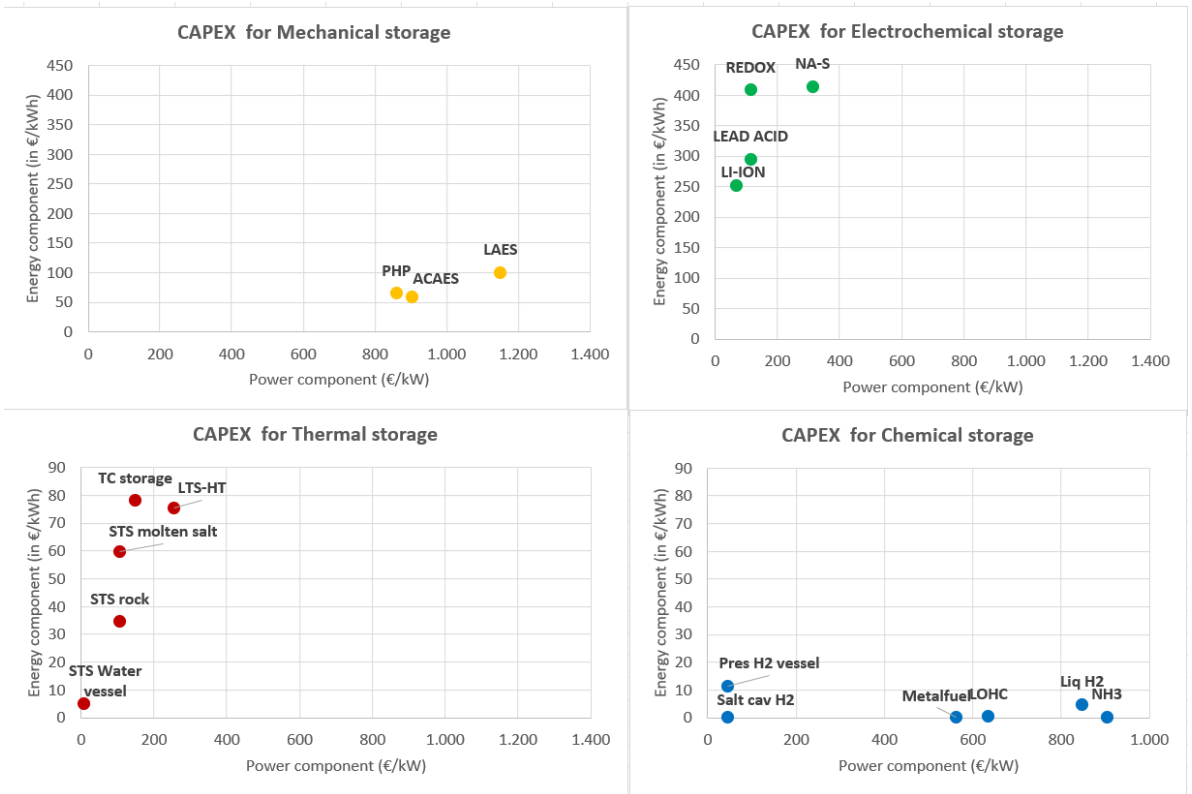 CAPEX for Mechanical storage
Energy component (in €/kWh)
450
400
350
300
250
200
150
100
50
0
LAES
PHP
ACAES
0 200 400 600 800 1.000 1.200 1.400
Power component (€/kW)
CAPEX for Electrochemical storage
Energy component (in €/kWh)
450
400
350
300
250
200
150
100
50
0
REDOX
NA-S
LEAD ACID
LI-ION
0 200 400 600 800 1.000 1.200 1.400
Power component (€/kW)
CAPEX for Thermal storage
Energy component (in €/kWh)
90
80
70
60
50
40
30
20
10
0
TC storage
LTS-HT
STS molten salt
STS rock
STS Water
vessel
0 200 400 600 800 1.000 1.200 1.400
Power component (€/kW)
CAPEX for Chemical storage
Energy component (in €/kWh)
90
80
70
60
50
40
30
20
10
0
Pres H2 vessel
Salt cav H2
Metalfuel
LOHC
Liq H2
NH3
0 200 400 600 800 1.000
Power component (€/kW)